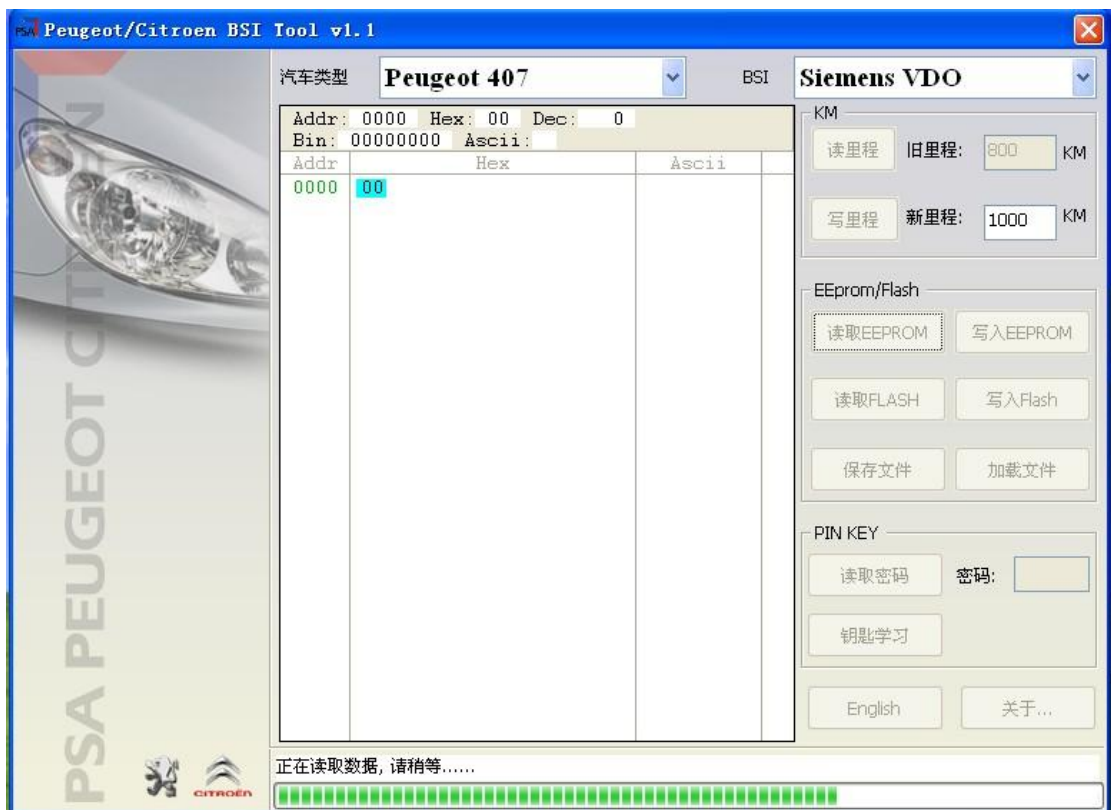 PSA Peugeot/Citroen BSI Tool v1.1
汽车类型 Peugeot 407 BSI Siemens VDO
Addr: 0000 Hex: 00 Dec: 0
Bin: 00000000 Ascii:
Addr Hex Ascii
0000 00
KM
读里程 旧里程: 800 KM
写里程 新里程: 1000 KM
EEprom/Flash
读取EEPROM 写入EEPROM
读取FLASH 写入Flash
保存文件 加载文件
PIN KEY
读取密码 密码:
钥匙学习
English 关于...
正在读取数据, 请稍等......
PSA PEUGEOT CITROEN
CITROËN